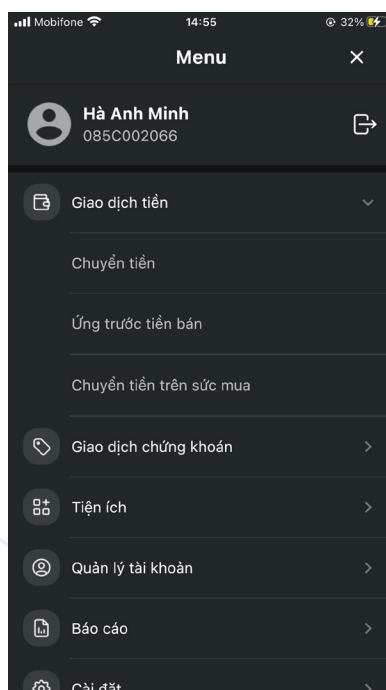 Mobifone
14:55
32%
Menu
Hà Anh Minh
085C002066
Giao dịch tiền
Chuyển tiền
Ứng trước tiền bán
Chuyển tiền trên sức mua
Giao dịch chứng khoán
Tiện ích
Quản lý tài khoản
Báo cáo
Cài đặt